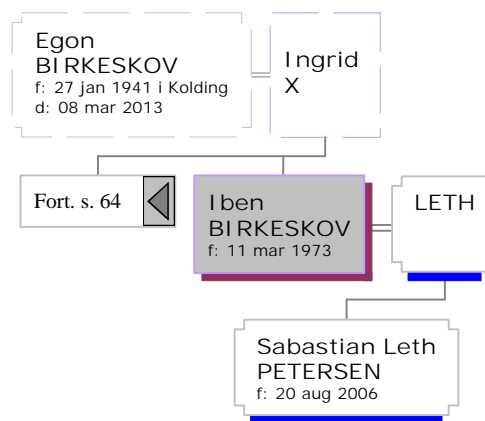 Egon
BIRKESKOV
f: 27 jan 1941 i Kolding
d: 08 mar 2013
Ingrid
X
Fort. s. 64
Iben
BIRKESKOV
f: 11 mar 1973
LETH
Sabastian Leth
PETERSEN
f: 20 aug 2006